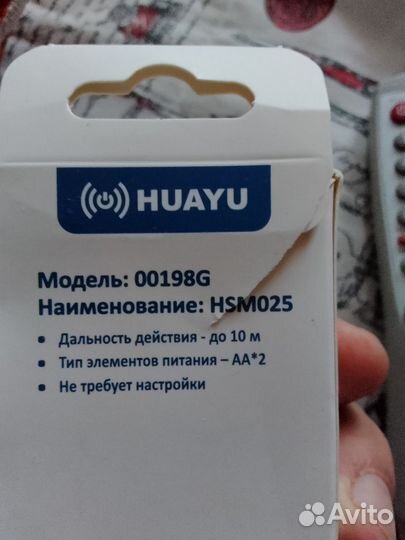 HUAYU
Модель: 00198G
Наименование: HSM025
• Дальность действия - до 10 м
• Тип элементов питания – АА*2
• Не требует настройки
Avito